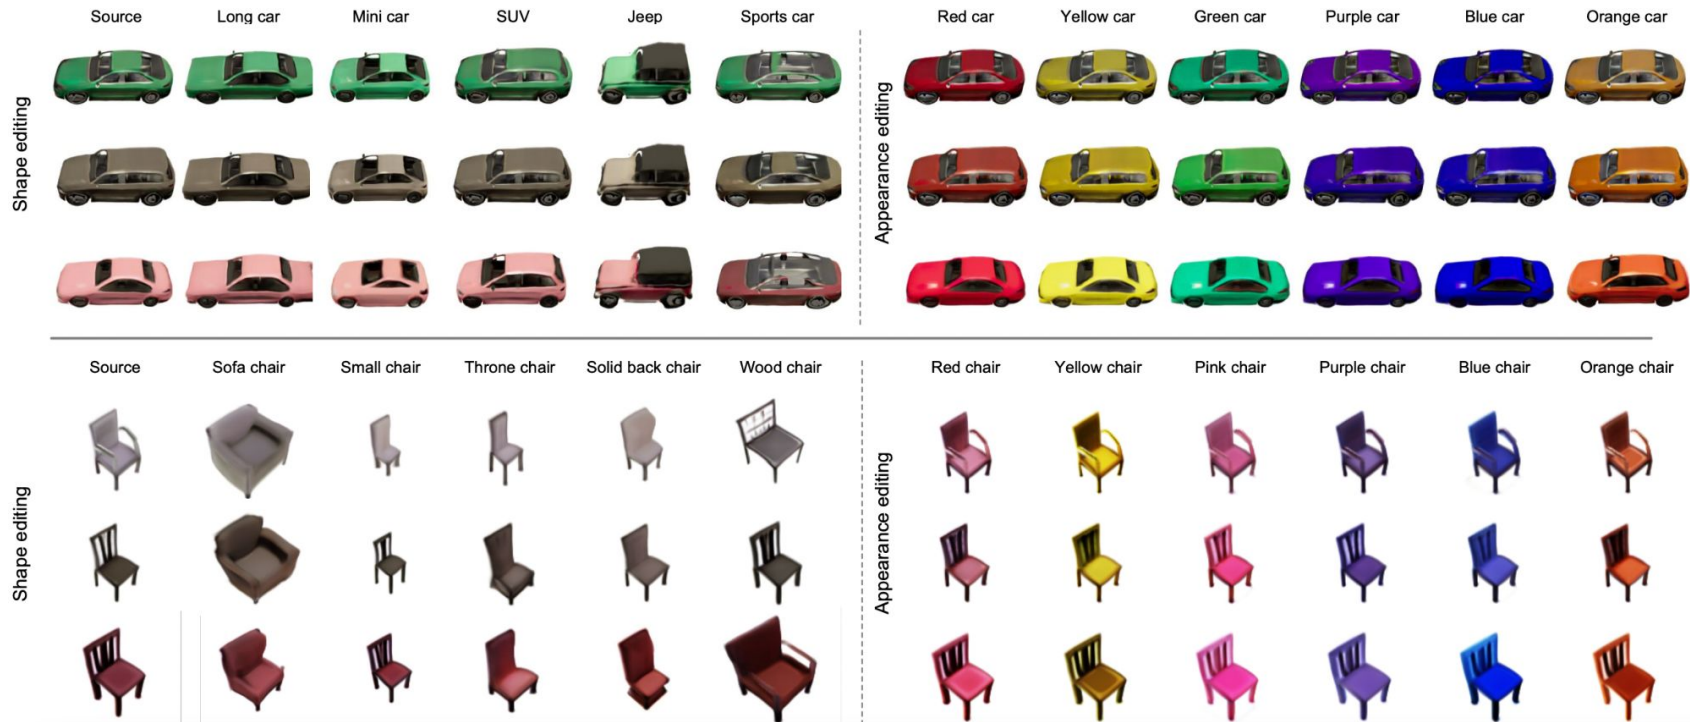 Source Long car Mini car SUV Jeep Sports car Red car Yellow car Green car Purple car Blue car Orange car
Shape editing
Appearance editing
Source Sofa chair Small chair Throne chair Solid back chair Wood chair Red chair Yellow chair Pink chair Purple chair Blue chair Orange chair
Shape editing
Appearance editing